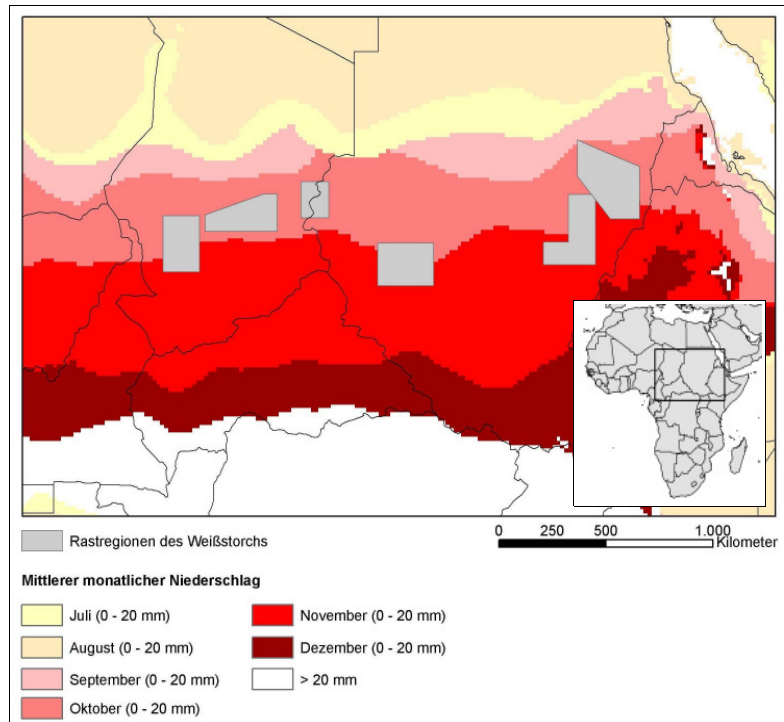 0 250 500 1.000
Kilometer
Rastregionen des Weißstorchs
Mittlerer monatlicher Niederschlag
Juli (0 - 20 mm)
August (0 - 20 mm)
September (0 - 20 mm)
Oktober (0 - 20 mm)
November (0 - 20 mm)
Dezember (0 - 20 mm)
> 20 mm